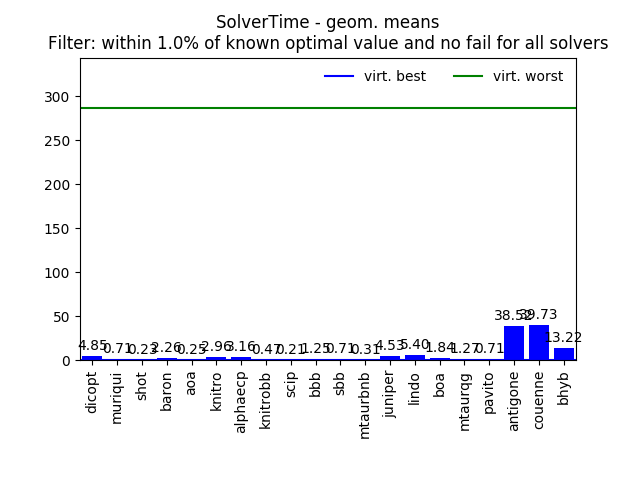 SolverTime - geom. means
Filter: within 1.0% of known optimal value and no fail for all solvers
virt. best
virt. worst
300
250
200
150
100
50
0
4.85
0.71
0.23
2.26
0.25
2.96
3.16
0.47
0.21
1.25
0.71
0.31
4.53
5.40
1.84
1.27
0.71
38.52
39.73
13.22
dicopt
muriqui
shot
baron
aoa
knitro
alphaecp
knitrobb
scip
bbb
sbb
mtaurbnb
juniper
lindo
boa
mtaurqg
pavito
antigone
couenne
bhyb